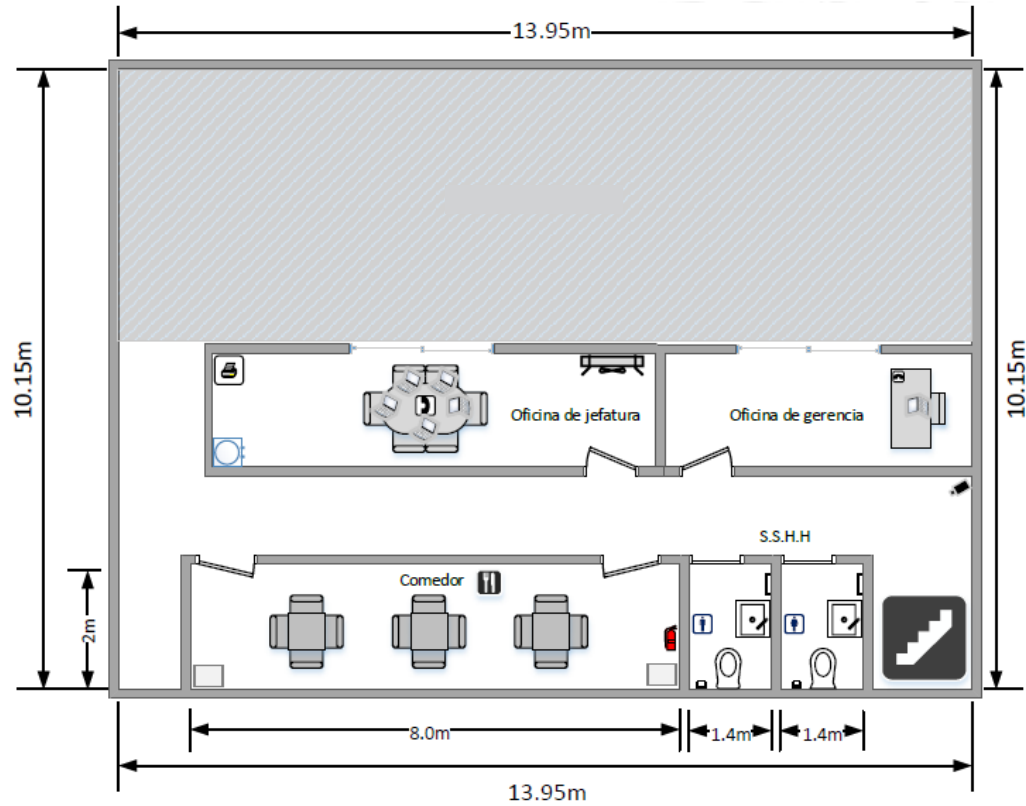 13.95m
10.15m
10.15m
Oficina de jefatura
Oficina de gerencia
S.S.H.H
Comedor
2m
8.0m
1.4m
1.4m
13.95m